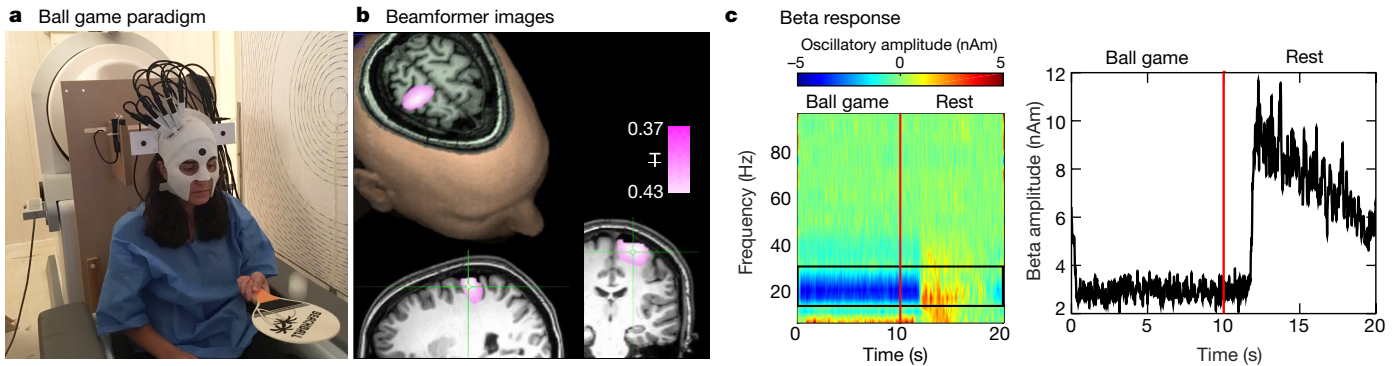 a Ball game paradigm
b Beamformer images
0.37
Ŧ
0.43
c Beta response
Oscillatory amplitude (nAm)
−5 0 5
Ball game Rest
Frequency (Hz)
80
60
40
20
0 10 20
Time (s)
Ball game Rest
Beta amplitude (nAm)
12
10
8
6
4
2
0 5 10 15 20
Time (s)